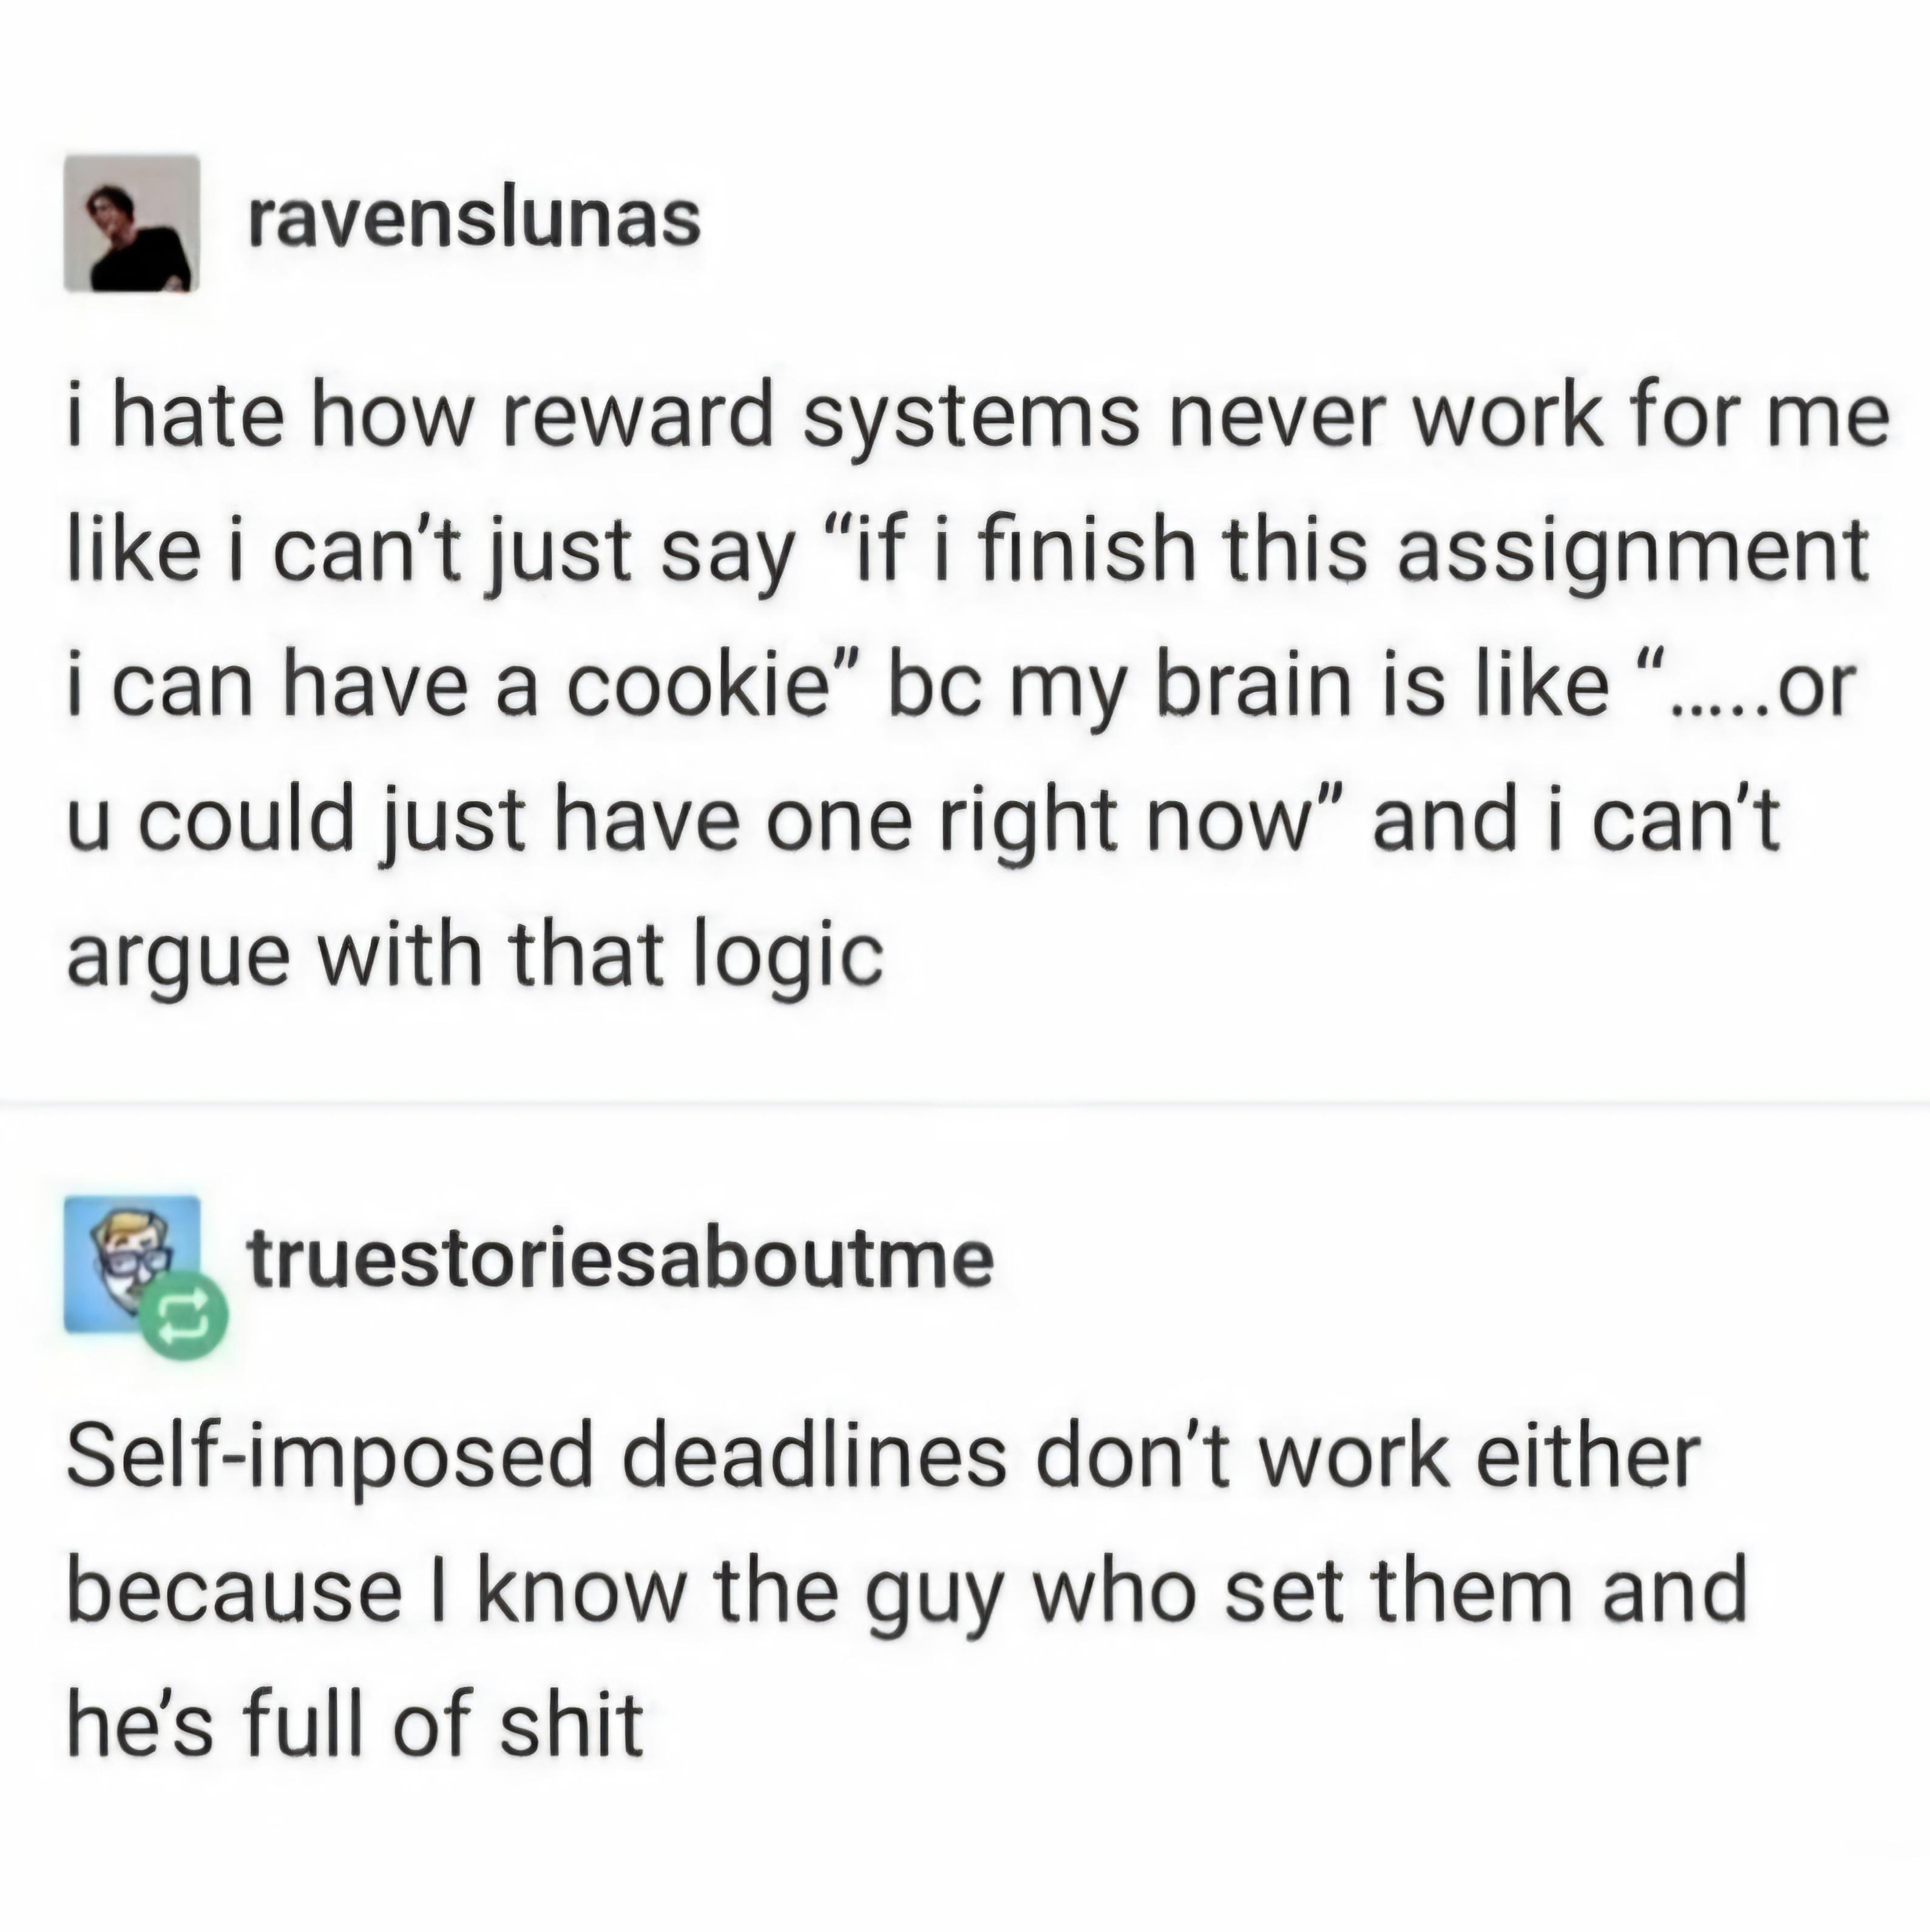 ravenslunas
i hate how reward systems never work for me
like i can’t just say “if i finish this assignment
i can have a cookie” bc my brain is like “.....or
u could just have one right now” and i can’t
argue with that logic
truestoriesaboutme
Self-imposed deadlines don’t work either
because I know the guy who set them and
he’s full of shit